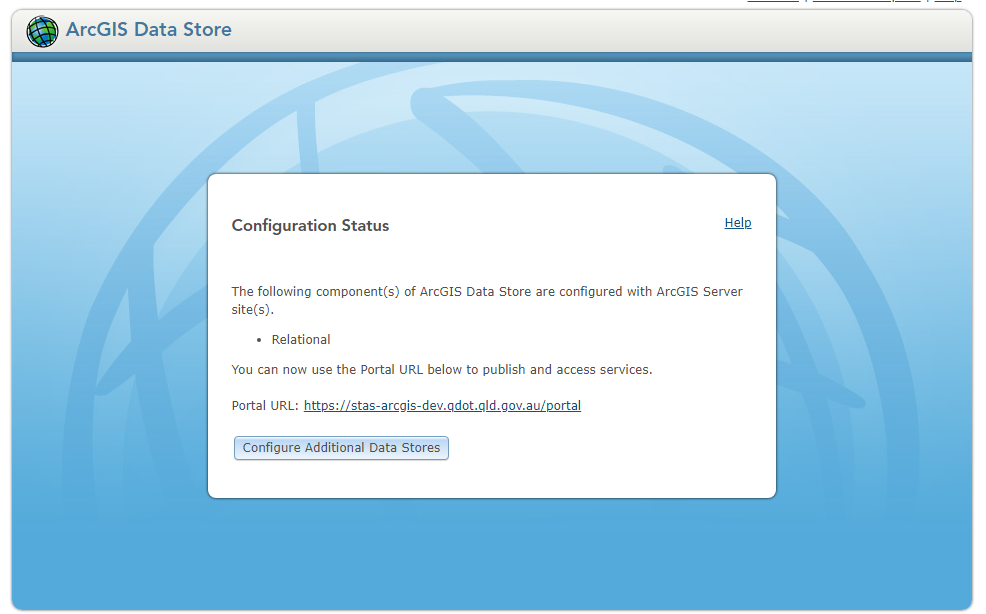 ArcGIS Data Store
Configuration Status
Help
The following component(s) of ArcGIS Data Store are configured with ArcGIS Server
site(s).
• Relational
You can now use the Portal URL below to publish and access services.
Portal URL: https://stas-arcgis-dev.qdot.qld.gov.au/portal
Configure Additional Data Stores